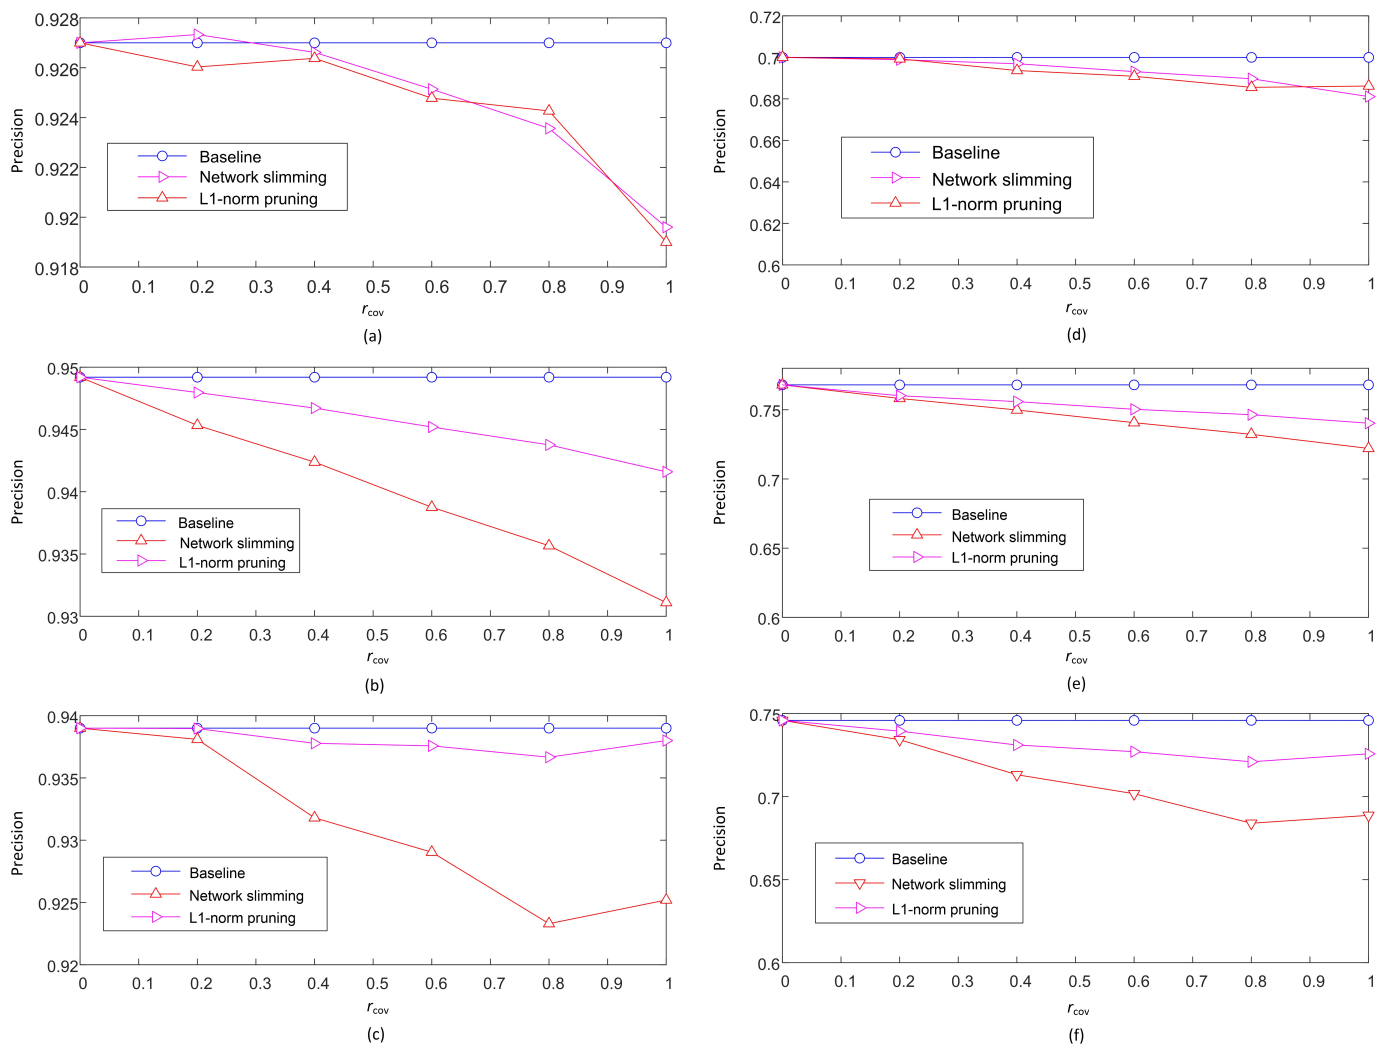 0.928
0.926
0.924
0.922
0.92
0.918
Precision
Baseline
Network slimming
L1-norm pruning
0 0.1 0.2 0.3 0.4 0.5 0.6 0.7 0.8 0.9 1
r cov
(a)
0.72
0.7
0.68
0.66
0.64
0.62
0.6
Precision
Baseline
Network slimming
L1-norm pruning
0 0.1 0.2 0.3 0.4 0.5 0.6 0.7 0.8 0.9 1
r cov
(d)
0.95
0.945
0.94
0.935
0.93
Precision
Baseline
Network slimming
L1-norm pruning
0 0.1 0.2 0.3 0.4 0.5 0.6 0.7 0.8 0.9 1
r cov
(b)
0.75
0.7
0.65
0.6
Precision
Baseline
Network slimming
L1-norm pruning
0 0.1 0.2 0.3 0.4 0.5 0.6 0.7 0.8 0.9 1
r cov
(e)
0.94
0.935
0.93
0.925
0.92
Precision
Baseline
Network slimming
L1-norm pruning
0 0.1 0.2 0.3 0.4 0.5 0.6 0.7 0.8 0.9 1
r cov
(c)
0.75
0.7
0.65
0.6
Precision
Baseline
Network slimming
L1-norm pruning
0 0.1 0.2 0.3 0.4 0.5 0.6 0.7 0.8 0.9 1
r cov
(f)